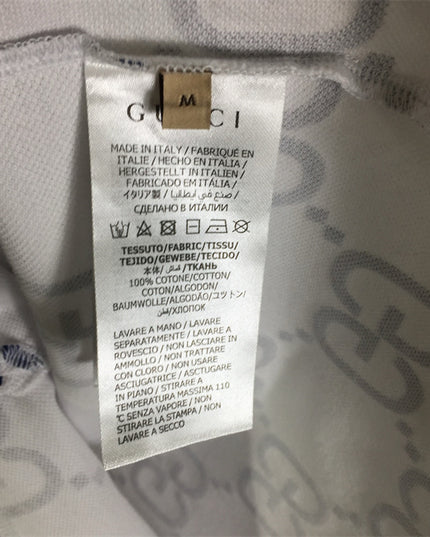 M
GUCCI
MADE IN ITALY / FABRIQUÉ EN
ITALIE / HECHO EN ITALIA /
HERGESTELLT IN ITALIEN /
FABRICADO EM ITÁLIA /
イタリア製 / صنع في ايطاليا /
СДЕЛАНО В ИТАЛИИ
TESSUTO/FABRIC/TISSU/
TEJIDO/GEWEBE/TECIDO/
本体/ قماش /ТКАНЬ
100% COTONE/COTTON/
COTON/ALGODON/
BAUMWOLLE/ALGODÃO/コットン/
قطن/ХЛОПОК
LAVARE A MANO / LAVARE
SEPARATAMENTE / LAVARE A
ROVESCIO / NON LASCIARE IN
AMMOLLO / NON TRATTARE
CON CLORO / NON USARE
ASCIUGATRICE / ASCIUGARE
IN PIANO / STIRARE A
TEMPERATURA MASSIMA 110
°C SENZA VAPORE / NON
STIRARE LA STAMPA / NON
LAVARE A SECCO